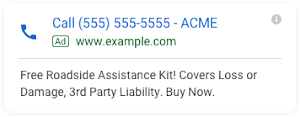 Call (555) 555-5555 - ACME
Ad www.example.com
Free Roadside Assistance Kit! Covers Loss or
Damage, 3rd Party Liability. Buy Now.